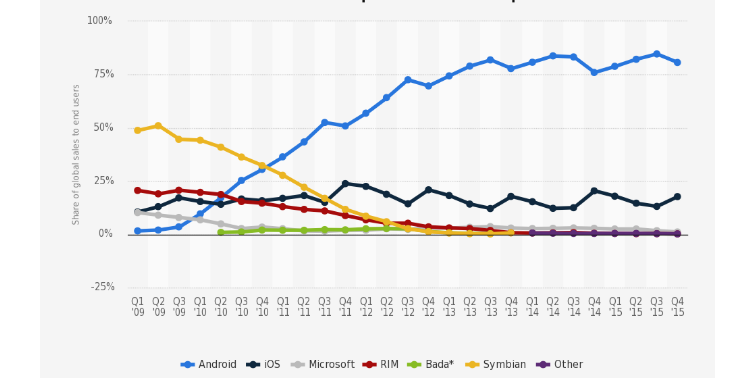 100%
75%
50%
25%
0%
-25%
Share of global sales to end users
Q1 Q2 Q3 Q1 Q2 Q3 Q4 Q1 Q2 Q3 Q4 Q1 Q2 Q3 Q4 Q1 Q2 Q3 Q4 Q1 Q2 Q3 Q4 Q1 Q2 Q3 Q4
'09 '09 '09 '10 '10 '10 '10 '11 '11 '11 '11 '12 '12 '12 '12 '13 '13 '13 '13 '14 '14 '14 '14 '15 '15 '15 '15
Android iOS Microsoft RIM Bada* Symbian Other